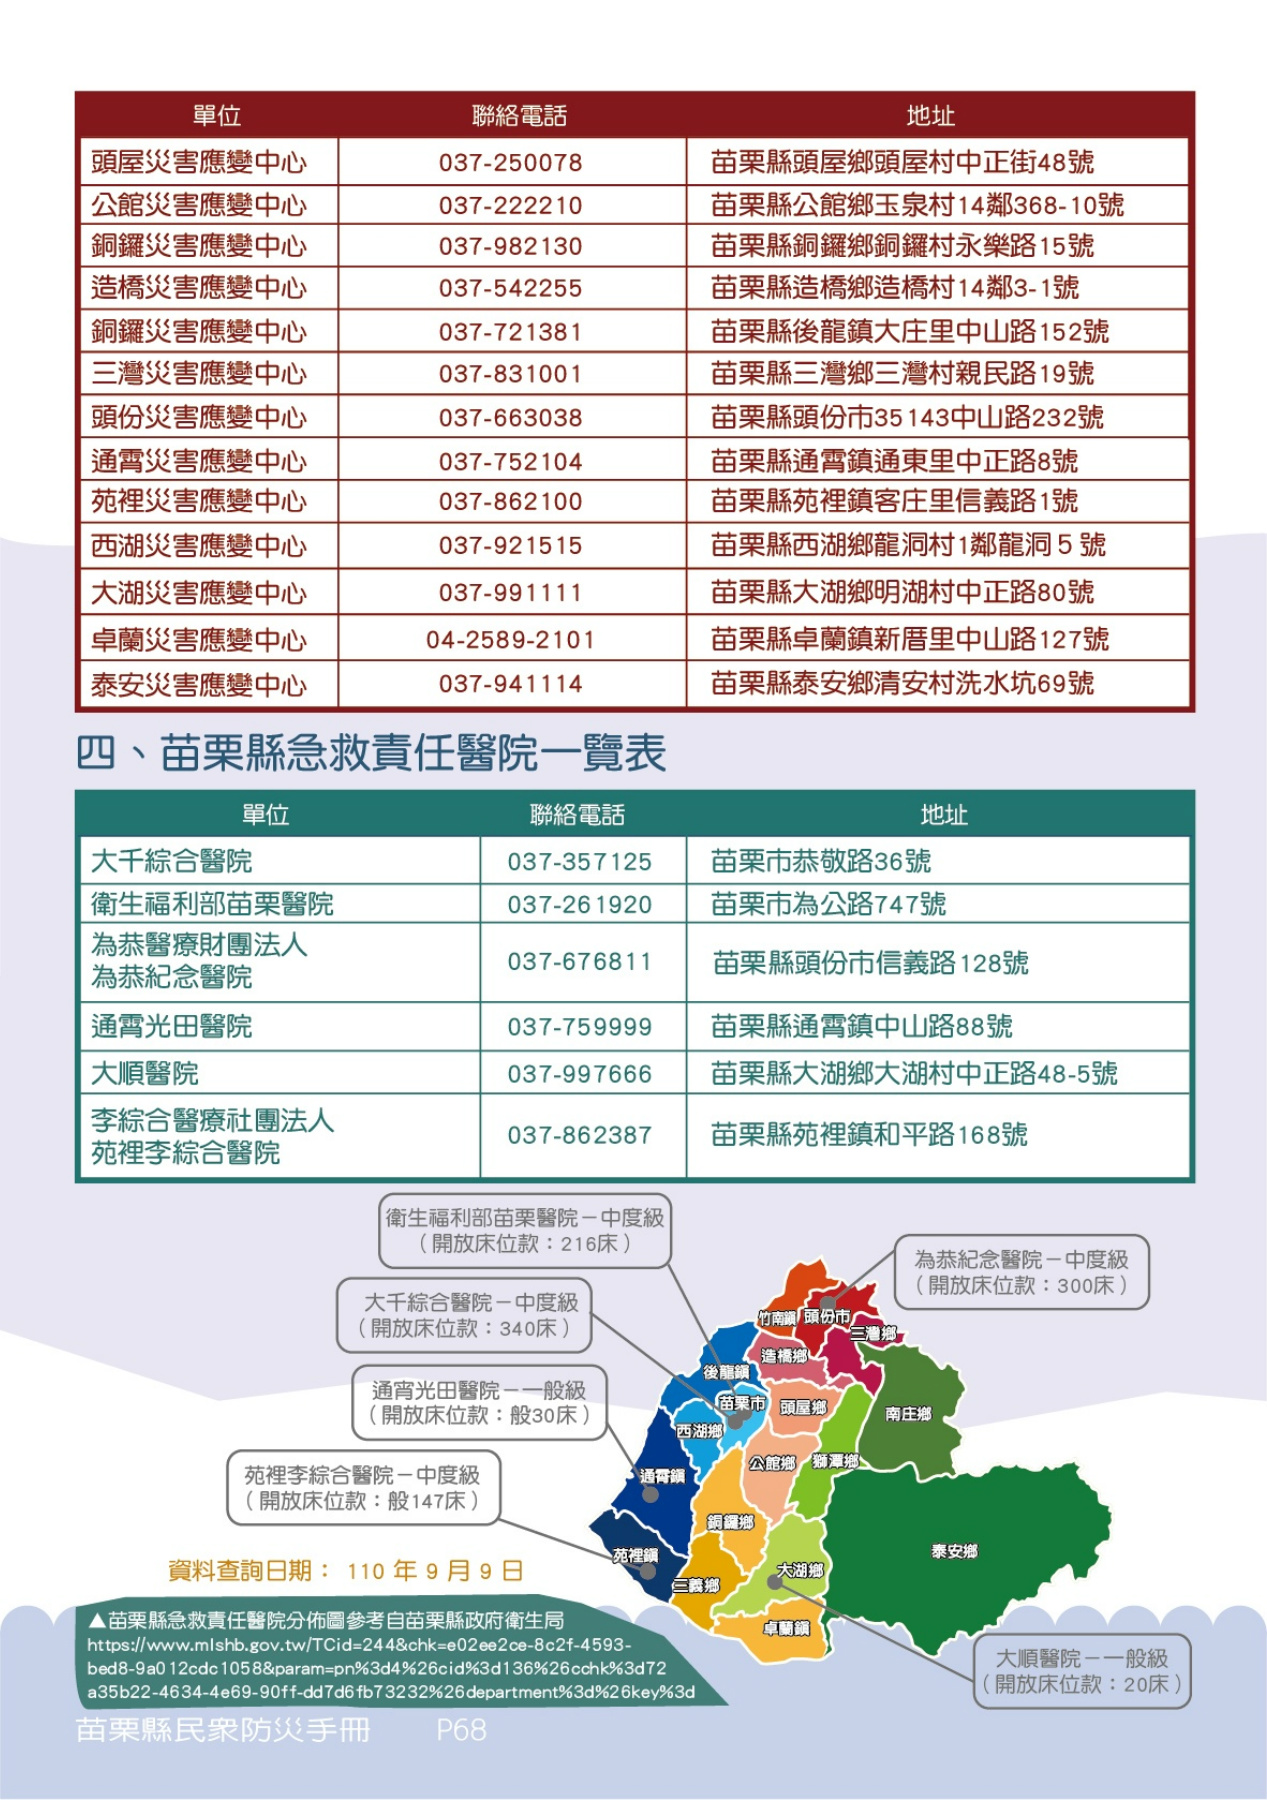 單位 聯絡電話 地址
頭屋災害應變中心 037-250078 苗栗縣頭屋鄉頭屋村中正街48號
公館災害應變中心 037-222210 苗栗縣公館鄉玉泉村14鄰368-10號
銅鑼災害應變中心 037-982130 苗栗縣銅鑼鄉銅鑼村永樂路15號
造橋災害應變中心 037-542255 苗栗縣造橋鄉造橋村14鄰3-1號
銅鑼災害應變中心 037-721381 苗栗縣後龍鎮大庄里中山路152號
三灣災害應變中心 037-831001 苗栗縣三灣鄉三灣村親民路19號
頭份災害應變中心 037-663038 苗栗縣頭份市35143中山路232號
通霄災害應變中心 037-752104 苗栗縣通霄鎮通東里中正路8號
苑裡災害應變中心 037-862100 苗栗縣苑裡鎮客庄里信義路1號
西湖災害應變中心 037-921515 苗栗縣西湖鄉龍洞村1鄰龍洞５號
大湖災害應變中心 037-991111 苗栗縣大湖鄉明湖村中正路80號
卓蘭災害應變中心 04-2589-2101 苗栗縣卓蘭鎮新厝里中山路127號
泰安災害應變中心 037-941114 苗栗縣泰安鄉清安村洗水坑69號
四、苗栗縣急救責任醫院一覽表
單位 聯絡電話 地址
大千綜合醫院 037-357125 苗栗市恭敬路36號
衛生福利部苗栗醫院 037-261920 苗栗市為公路747號
為恭醫療財團法人
為恭紀念醫院 037-676811 苗栗縣頭份市信義路128號
通霄光田醫院 037-759999 苗栗縣通霄鎮中山路88號
大順醫院 037-997666 苗栗縣大湖鄉大湖村中正路48-5號
李綜合醫療社團法人
苑裡李綜合醫院 037-862387 苗栗縣苑裡鎮和平路168號
衛生福利部苗栗醫院－中度級
（開放床位款：216床）
為恭紀念醫院－中度級
（開放床位款：300床）
大千綜合醫院－中度級
（開放床位款：340床）
通宵光田醫院－一般級
（開放床位款：般30床）
苑裡李綜合醫院－中度級
（開放床位款：般147床）
竹南鎮
頭份市
三灣鄉
造橋鄉
後龍鎮
苗栗市
頭屋鄉
南庄鄉
西湖鄉
公館鄉
獅潭鄉
通霄鎮
銅鑼鄉
泰安鄉
苑裡鎮
大湖鄉
三義鄉
卓蘭鎮
大順醫院－一般級
（開放床位款：20床）
資料查詢日期： 110 年 9 月 9 日
▲苗栗縣急救責任醫院分佈圖參考自苗栗縣政府衛生局
https://www.mlshb.gov.tw/TCid=244&chk=e02ee2ce-8c2f-4593-
bed8-9a012cdc1058&param=pn%3d4%26cid%3d136%26cchk%3d72
a35b22-4634-4e69-90ff-dd7d6fb73232%26department%3d%26key%3d
苗栗縣民眾防災手冊 P68